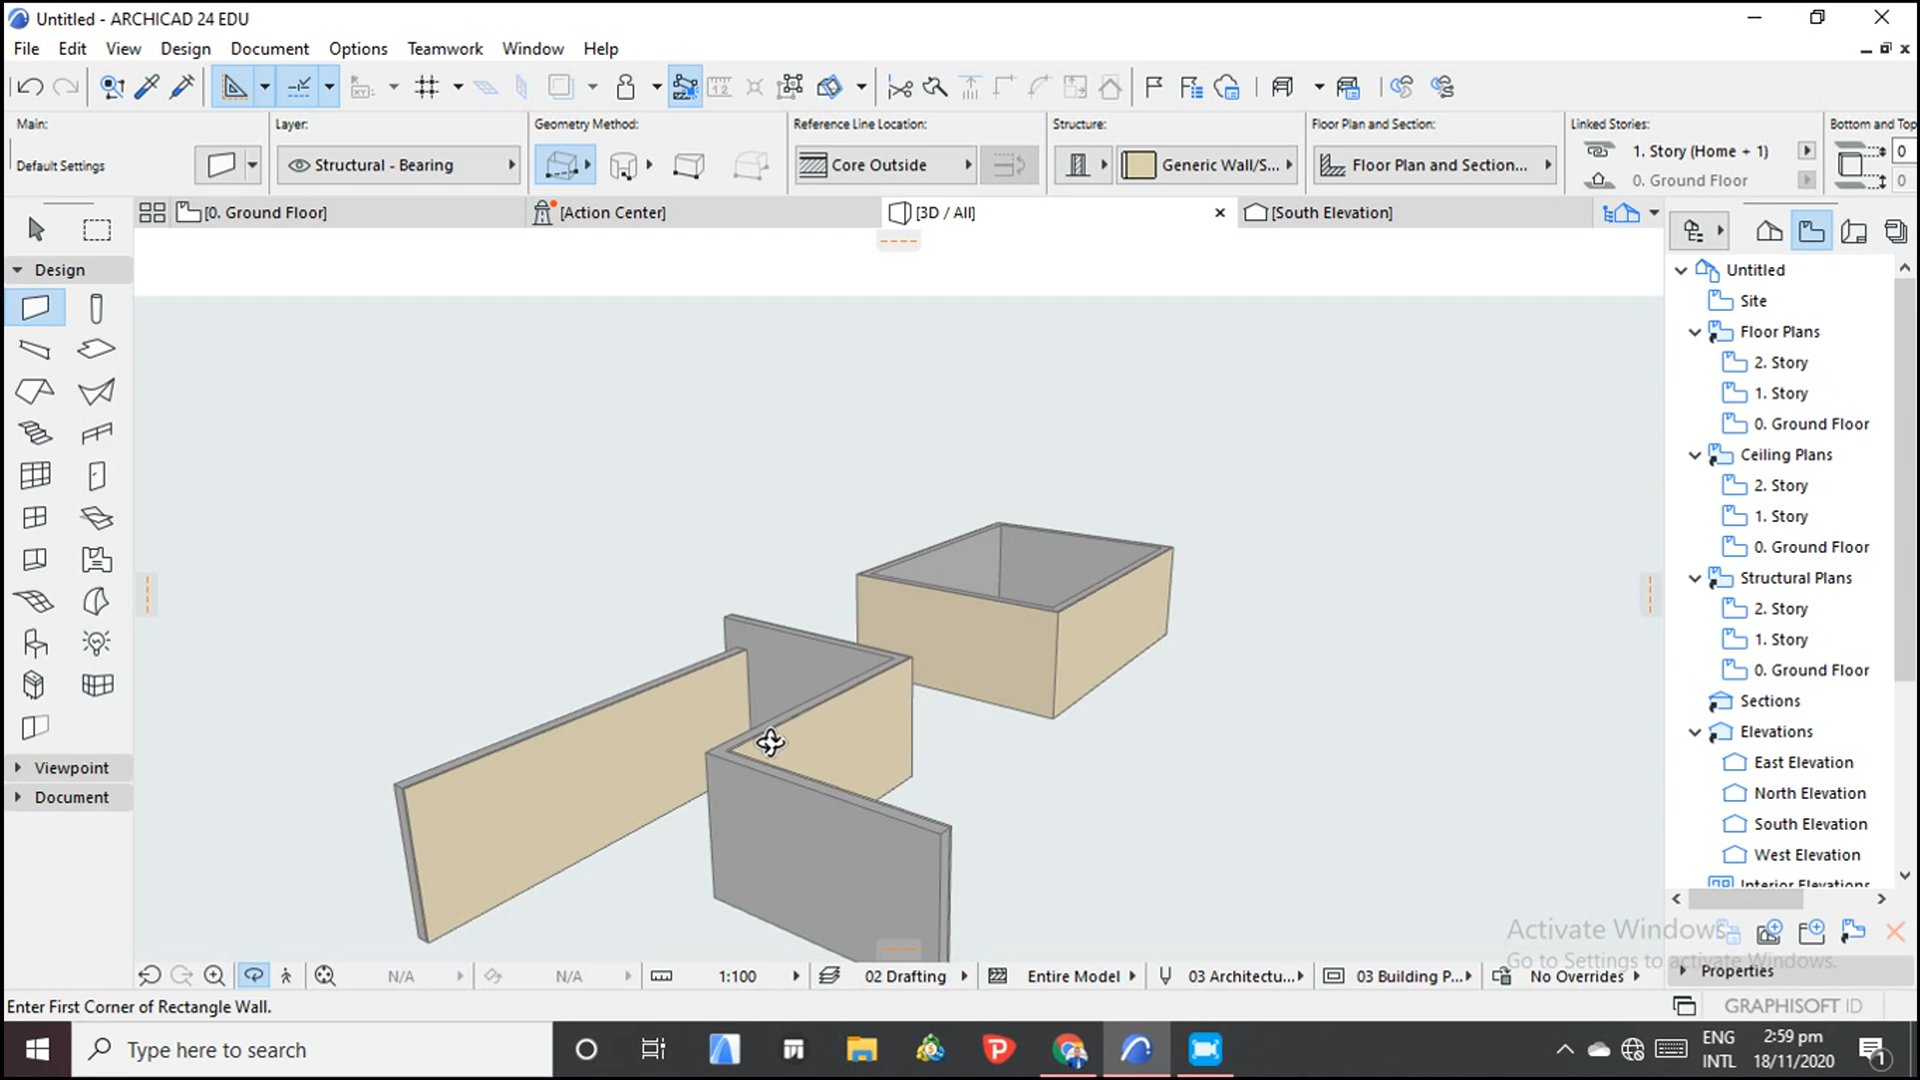 Untitled - ARCHICAD 24 EDU
File Edit View Design Document Options Teamwork Window Help
Main: Layer: Geometry Method: Reference Line Location: Structure: Floor Plan and Section: Linked Stories: Bottom and Top
Default Settings Structural - Bearing Core Outside Generic Wall/S... Floor Plan and Section... 1. Story (Home + 1) 0
0. Ground Floor 0
[0. Ground Floor] [Action Center] [3D / All] [South Elevation]
Design
Viewpoint
Document
Untitled
Site
Floor Plans
2. Story
1. Story
0. Ground Floor
Ceiling Plans
2. Story
1. Story
0. Ground Floor
Structural Plans
2. Story
1. Story
0. Ground Floor
Sections
Elevations
East Elevation
North Elevation
South Elevation
West Elevation
Interior Elevations
Activate Windows
Go to Settings to activate Windows.
Properties
N/A N/A 1:100 02 Drafting Entire Model 03 Architectu... 03 Building P... No Overrides
Enter First Corner of Rectangle Wall.
GRAPHISOFT ID
Type here to search
ENG
INTL
2:59 pm
18/11/2020
1